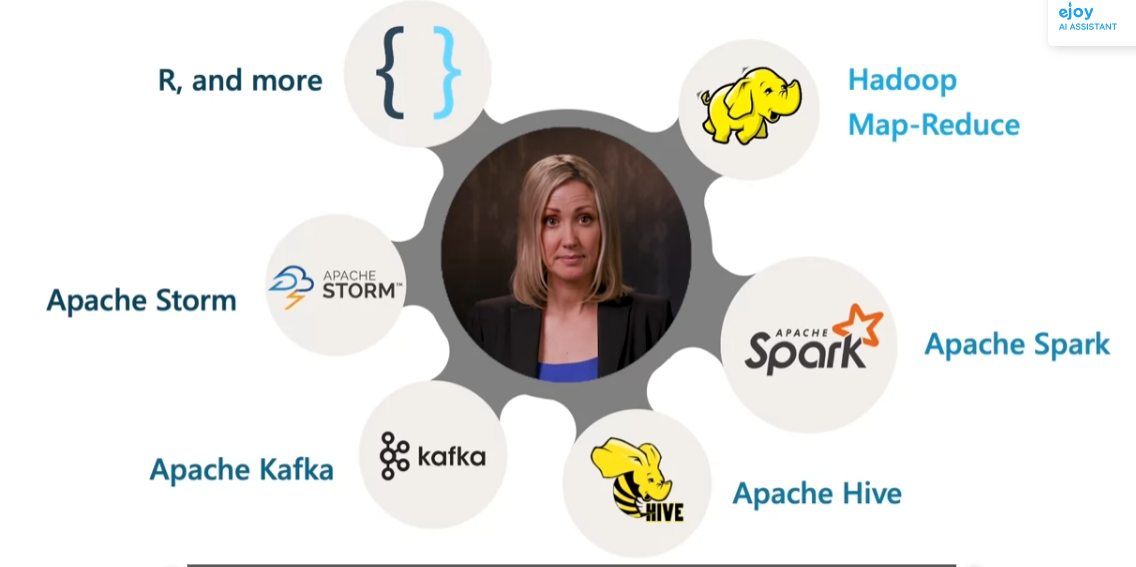 ejoy
AI ASSISTANT
R, and more
{ }
Hadoop
Map-Reduce
Apache Storm
APACHE
STORM™
APACHE
Spark
Apache Spark
Apache Kafka
kafka
HIVE
Apache Hive